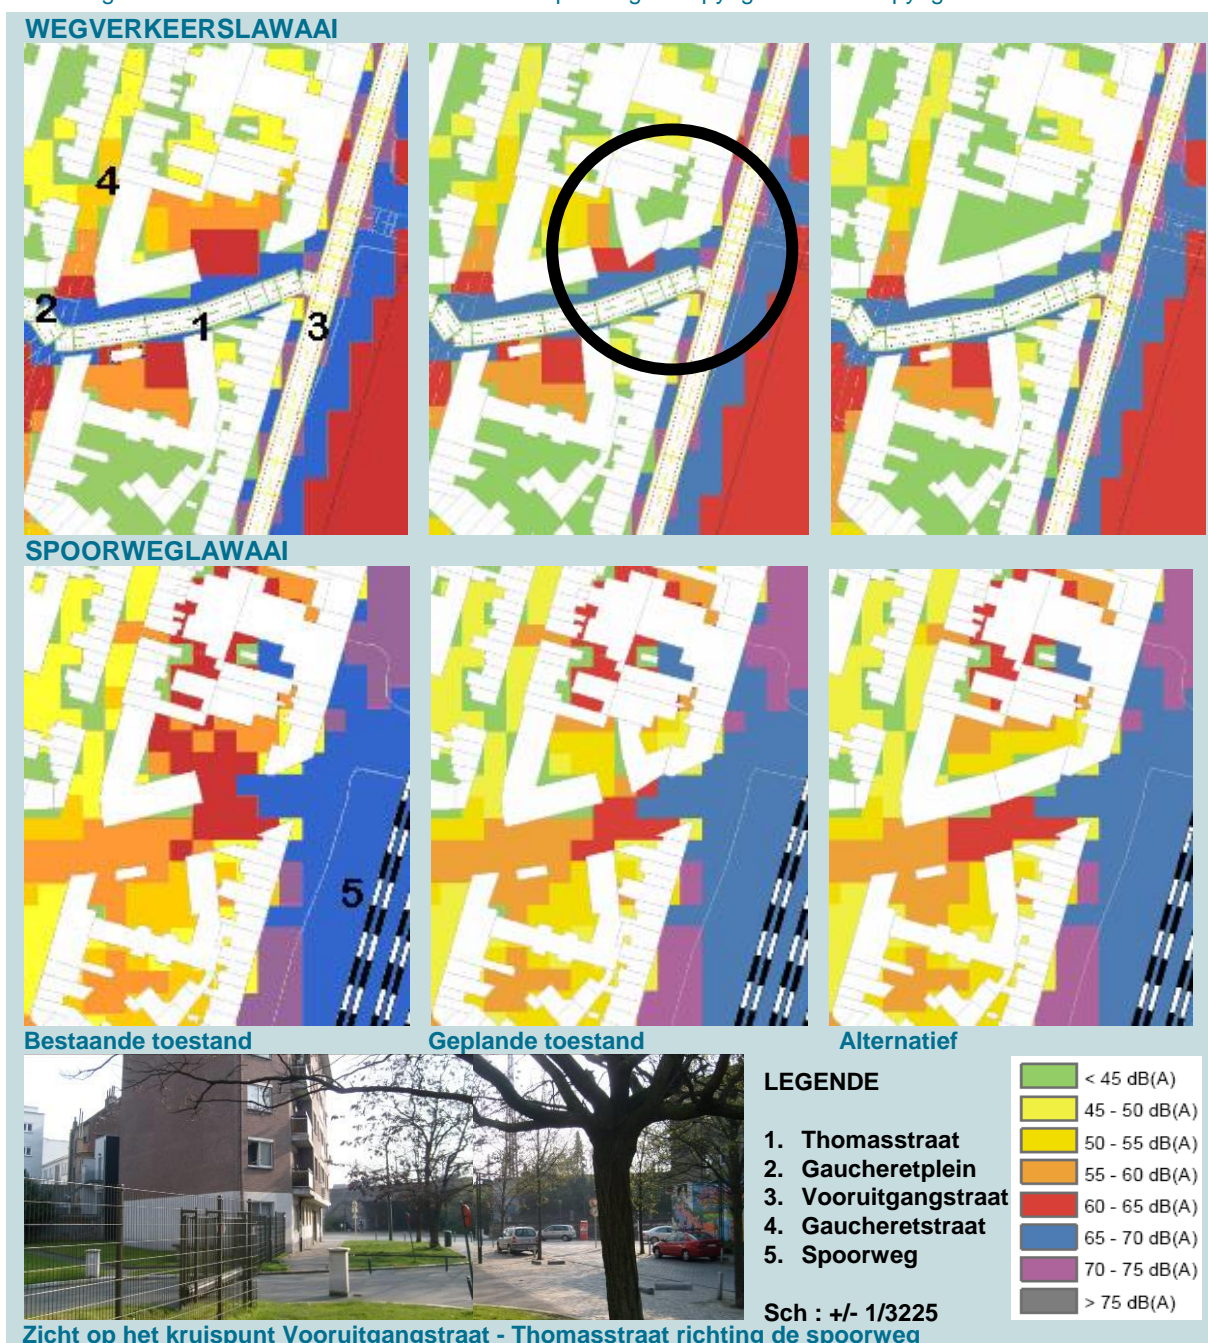 WEGVERKEERSLAWAAI
4
2
1
3
SPOORWEGLAWAAI
5
Bestaande toestand
Geplande toestand
Alternatief
LEGENDE
1. Thomasstraat
2. Gaucheretplein
3. Vooruitgangstraat
4. Gaucheretstraat
5. Spoorweg
Sch : +/- 1/3225
< 45 dB(A)
45 - 50 dB(A)
50 - 55 dB(A)
55 - 60 dB(A)
60 - 65 dB(A)
65 - 70 dB(A)
70 - 75 dB(A)
> 75 dB(A)
Zicht op het kruispunt Vooruitgangstraat - Thomasstraat richting de spoorweg